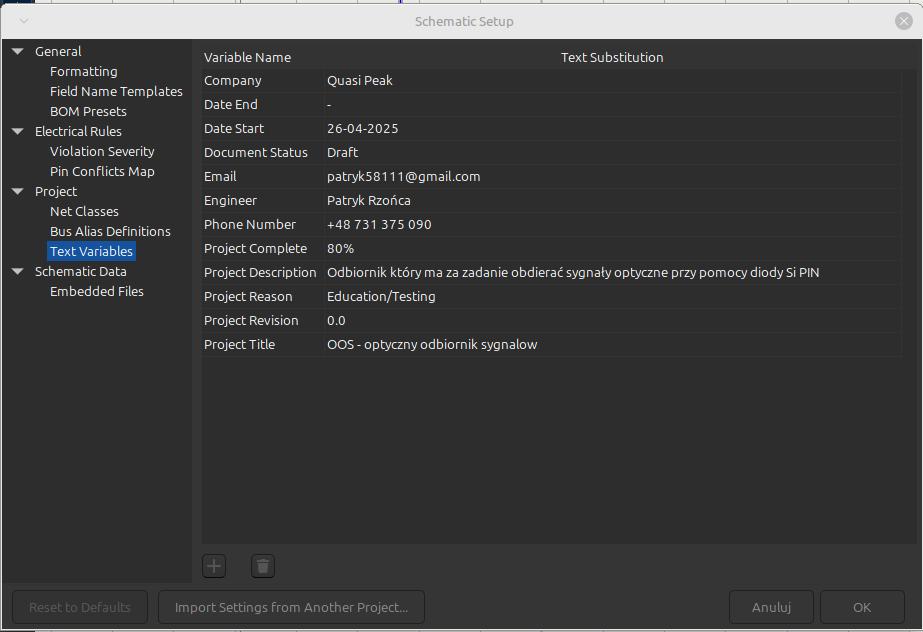 Schematic Setup
General
Formatting
Field Name Templates
BOM Presets
Electrical Rules
Violation Severity
Pin Conflicts Map
Project
Net Classes
Bus Alias Definitions
Text Variables
Schematic Data
Embedded Files
Variable Name Text Substitution
Company Quasi Peak
Date End -
Date Start 26-04-2025
Document Status Draft
Email patryk58111@gmail.com
Engineer Patryk Rzońca
Phone Number +48 731 375 090
Project Complete 80%
Project Description Odbiornik który ma za zadanie obdierać sygnały optyczne przy pomocy diody Si PIN
Project Reason Education/Testing
Project Revision 0.0
Project Title OOS - optyczny odbiornik sygnalow
Reset to Defaults Import Settings from Another Project... Anuluj OK